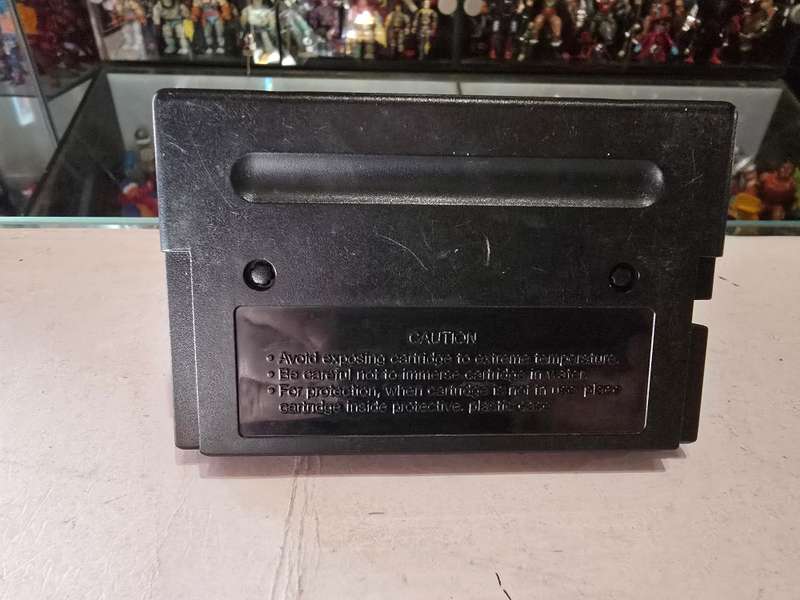 CAUTION
• Avoid exposing cartridge to extreme temperature.
• Be careful not to immerse cartridge in water.
• For protection, when cartridge is not in use, place
cartridge inside protective, plastic case